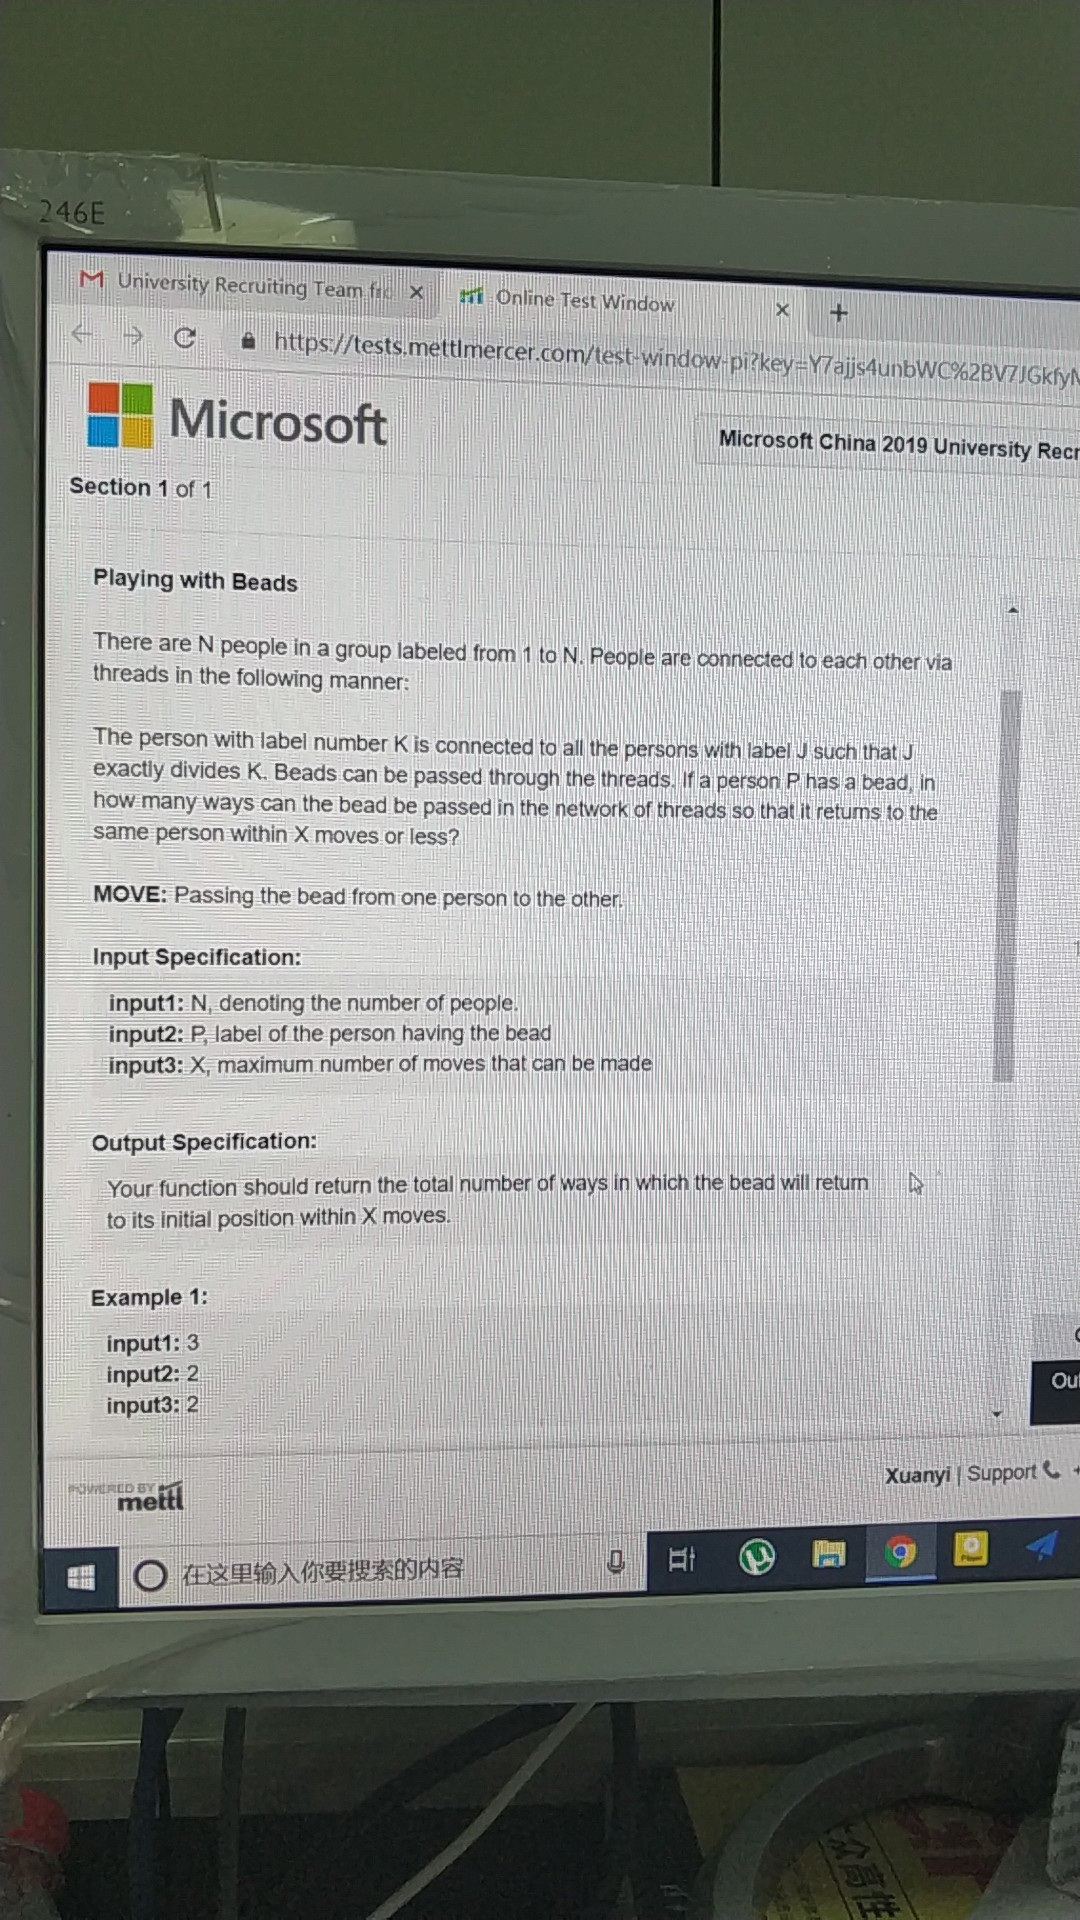 246E
University Recruiting Team fro
Online Test Window
https://tests.mettlmercer.com/test-window-pi?key=Y7ajjs4unbWC%2BV7JGkfyN
Microsoft
Microsoft China 2019 University Recr
Section 1 of 1
Playing with Beads
There are N people in a group labeled from 1 to N. People are connected to each other via
threads in the following manner:
The person with label number K is connected to all the persons with label J such that J
exactly divides K. Beads can be passed through the threads. If a person P has a bead, in
how many ways can the bead be passed in the network of threads so that it returns to the
same person within X moves or less?
MOVE: Passing the bead from one person to the other.
Input Specification:
input1: N, denoting the number of people.
input2: P, label of the person having the bead
input3: X, maximum number of moves that can be made
Output Specification:
Your function should return the total number of ways in which the bead will return
to its initial position within X moves.
Example 1:
input1: 3
input2: 2
input3: 2
Ou
Xuanyi | Support
POWERED BY
mettl
在这里输入你要搜索的内容